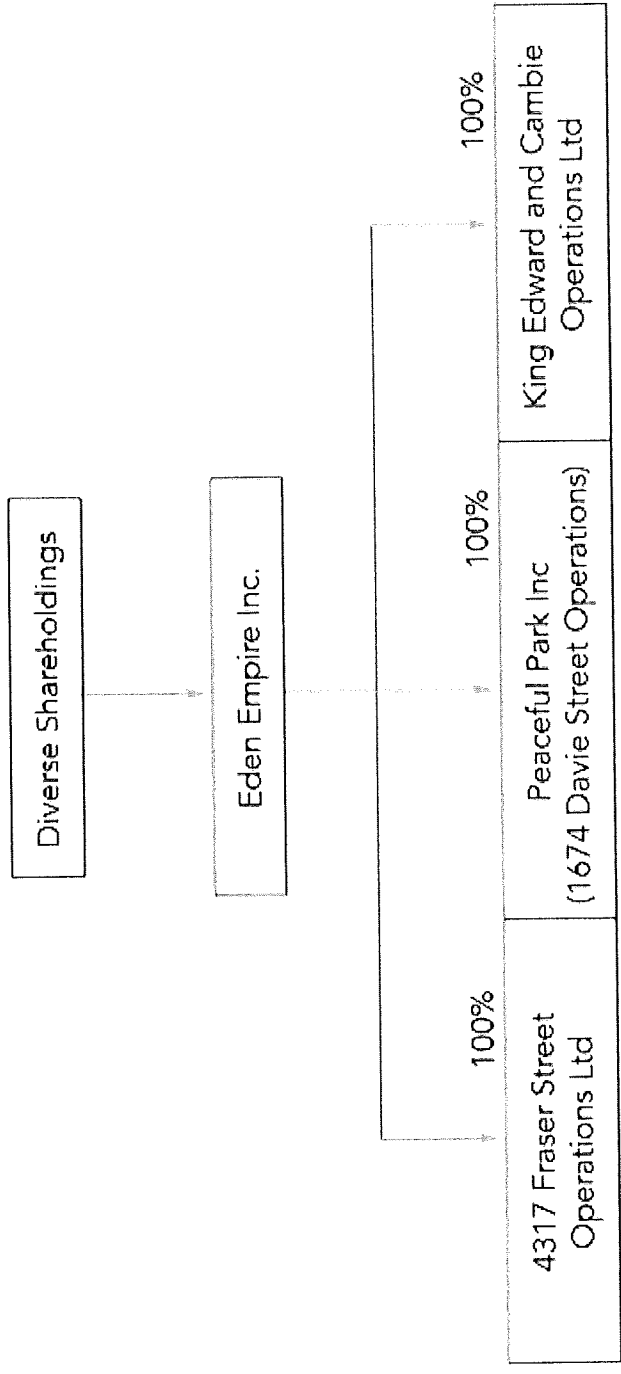 Diverse Shareholdings
Eden Empire Inc.
100%
100%
100%
4317 Fraser Street
Operations Ltd
Peaceful Park Inc
(1674 Davie Street Operations)
King Edward and Cambie
Operations Ltd